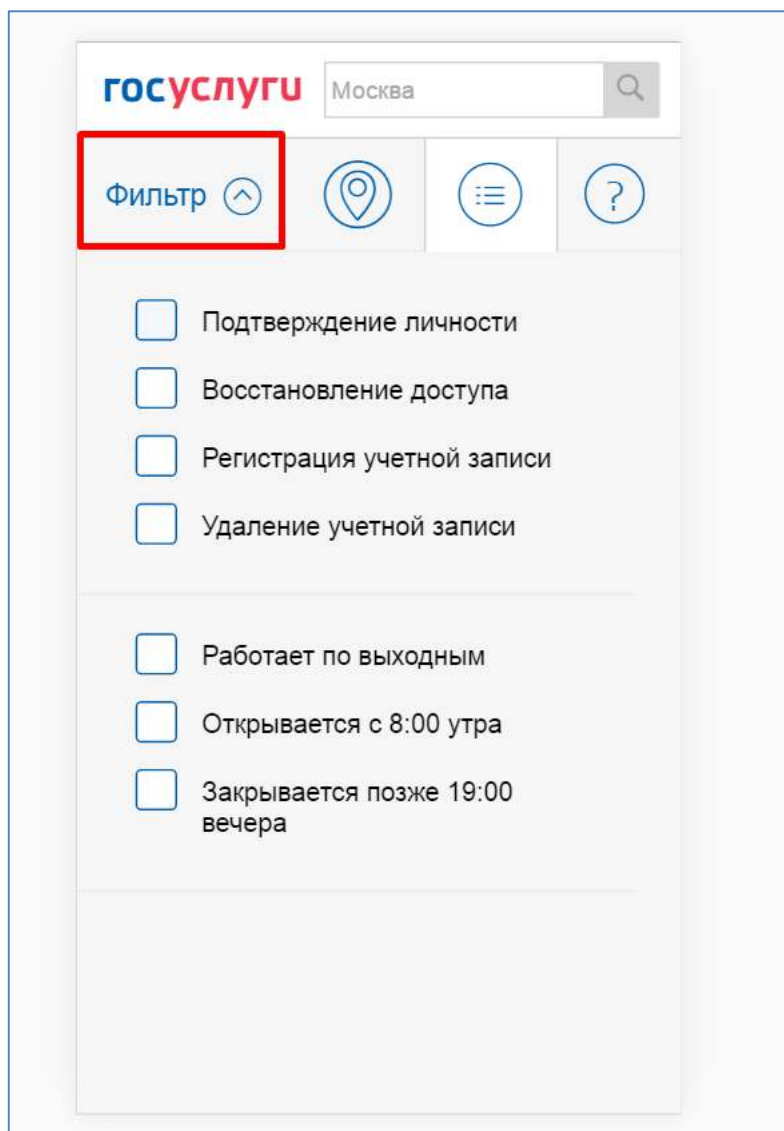 госуслуги Москва
Фильтр ?
Подтверждение личности
Восстановление доступа
Регистрация учетной записи
Удаление учетной записи
Работает по выходным
Открывается с 8:00 утра
Закрывается позже 19:00
вечера